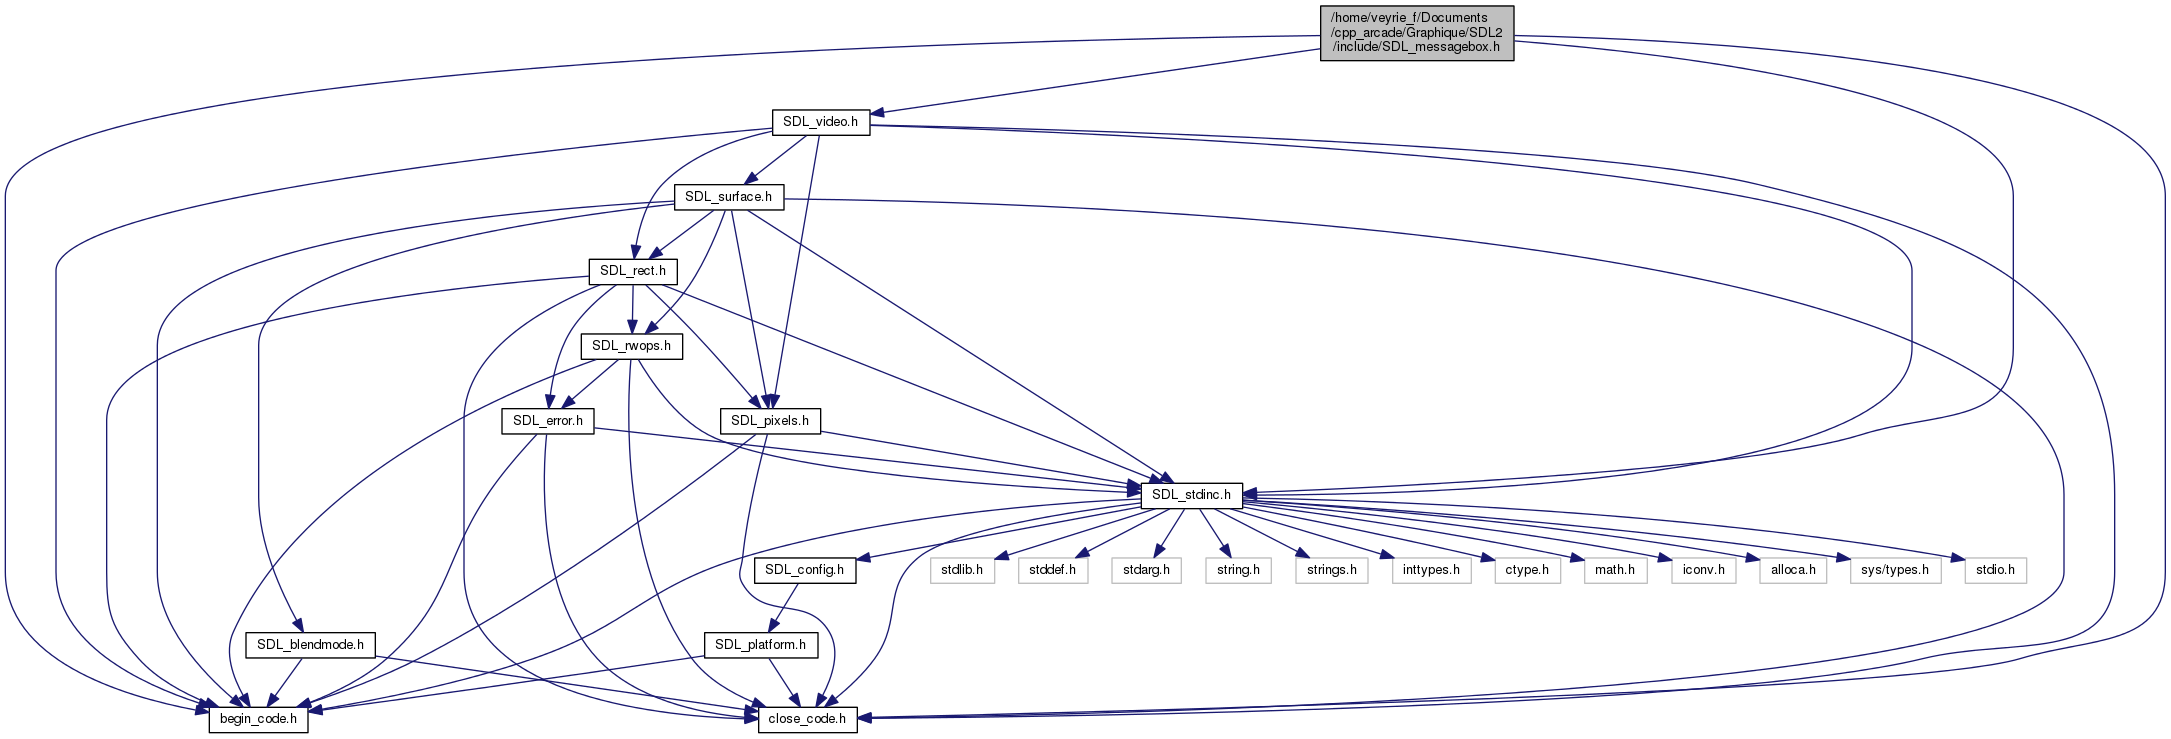 /home/veyrie_f/Documents
/cpp_arcade/Graphique/SDL2
/include/SDL_messagebox.h
SDL_video.h
SDL_surface.h
SDL_rect.h
SDL_rwops.h
SDL_error.h
SDL_pixels.h
SDL_stdinc.h
SDL_config.h
stdlib.h
stddef.h
stdarg.h
string.h
strings.h
inttypes.h
ctype.h
math.h
iconv.h
alloca.h
sys/types.h
stdio.h
SDL_blendmode.h
SDL_platform.h
begin_code.h
close_code.h